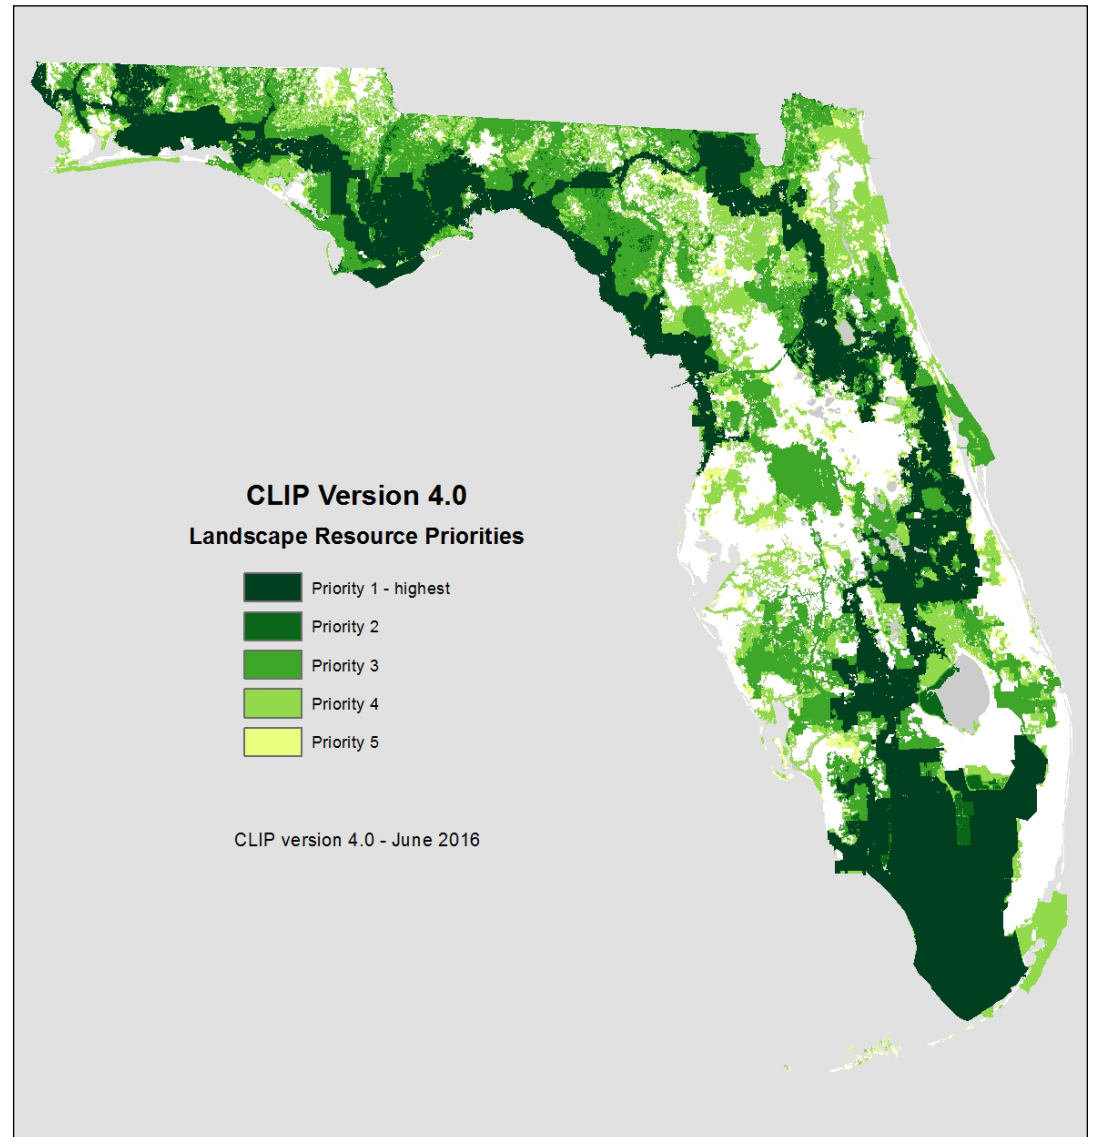 CLIP Version 4.0
Landscape Resource Priorities
Priority 1 - highest
Priority 2
Priority 3
Priority 4
Priority 5
CLIP version 4.0 - June 2016